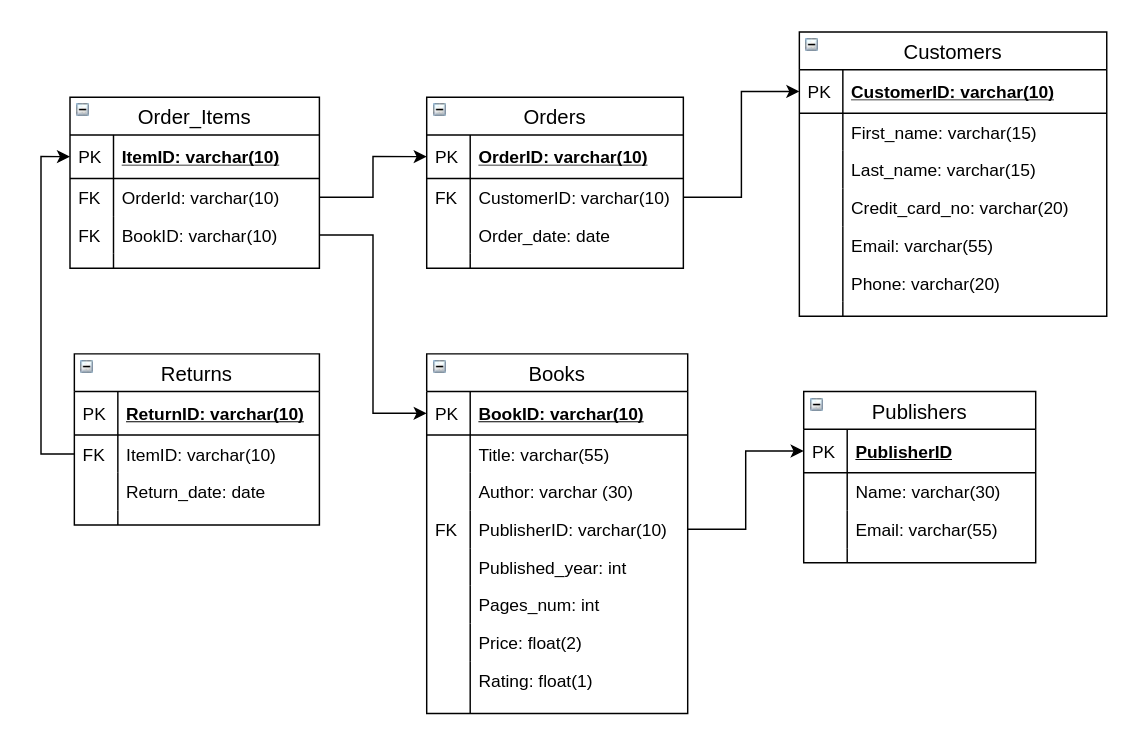 Order_Items
PK ItemID: varchar(10)
FK OrderId: varchar(10)
FK BookID: varchar(10)
Orders
PK OrderID: varchar(10)
FK CustomerID: varchar(10)
Order_date: date
Customers
PK CustomerID: varchar(10)
First_name: varchar(15)
Last_name: varchar(15)
Credit_card_no: varchar(20)
Email: varchar(55)
Phone: varchar(20)
Returns
PK ReturnID: varchar(10)
FK ItemID: varchar(10)
Return_date: date
Books
PK BookID: varchar(10)
Title: varchar(55)
Author: varchar (30)
FK PublisherID: varchar(10)
Published_year: int
Pages_num: int
Price: float(2)
Rating: float(1)
Publishers
PK PublisherID
Name: varchar(30)
Email: varchar(55)